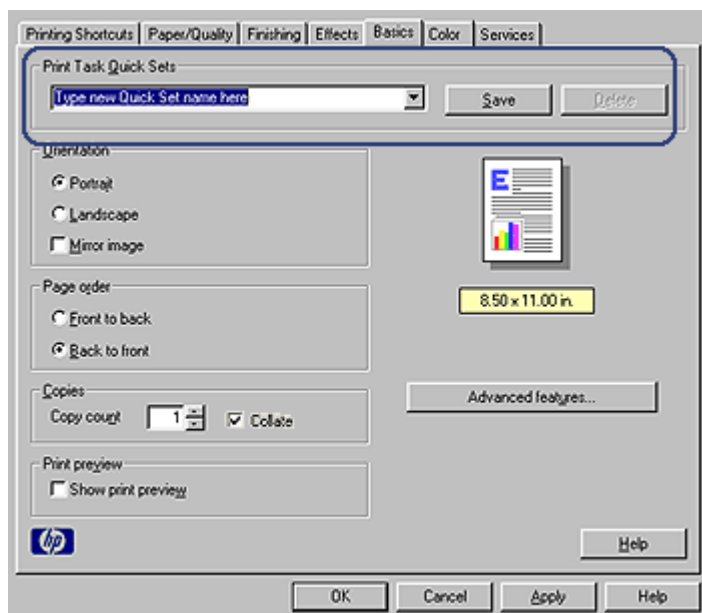 Printing Shortcuts Paper/Quality Finishing Effects Basics Color Services
Print Task Quick Sets
Type new Quick Set name here Save Delete
Orientation
Portrait
E
Landscape
Mirror image
Page order
8.50 x 11.00 in.
Front to back
Back to front
Copies
Advanced features...
Copy count 1 Collate
Print preview
Show print preview
hp
Help
OK Cancel Apply Help